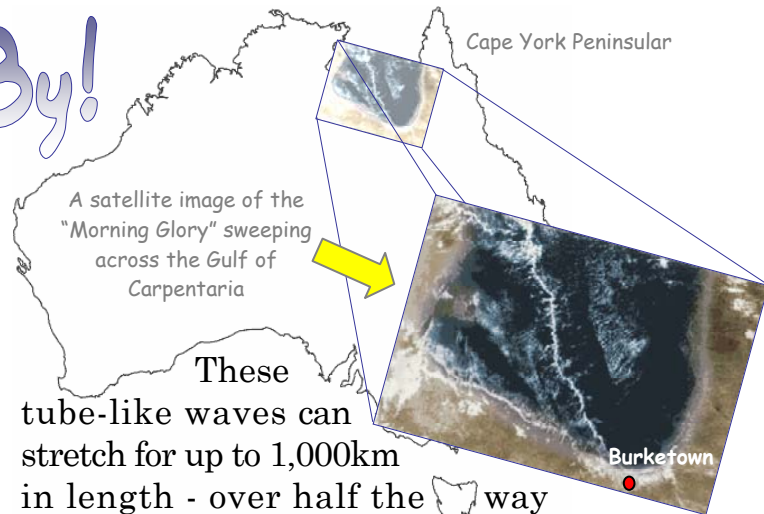 By!
Cape York Peninsular
A satellite image of the
"Morning Glory" sweeping
across the Gulf of
Carpentaria
These
tube-like waves can
stretch for up to 1,000km
in length - over half the way
Burketown